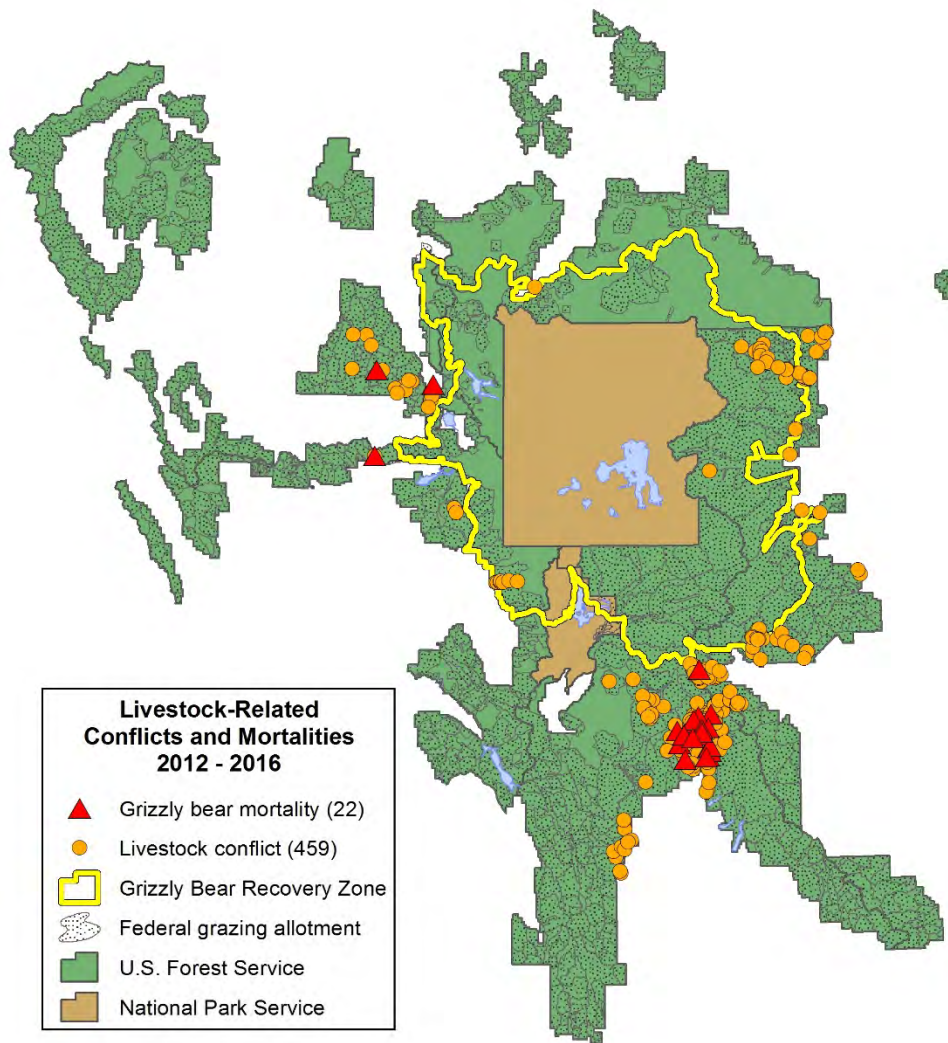 Livestock-Related
Conflicts and Mortalities
2012 - 2016
Grizzly bear mortality (22)
Livestock conflict (459)
Grizzly Bear Recovery Zone
Federal grazing allotment
U.S. Forest Service
National Park Service